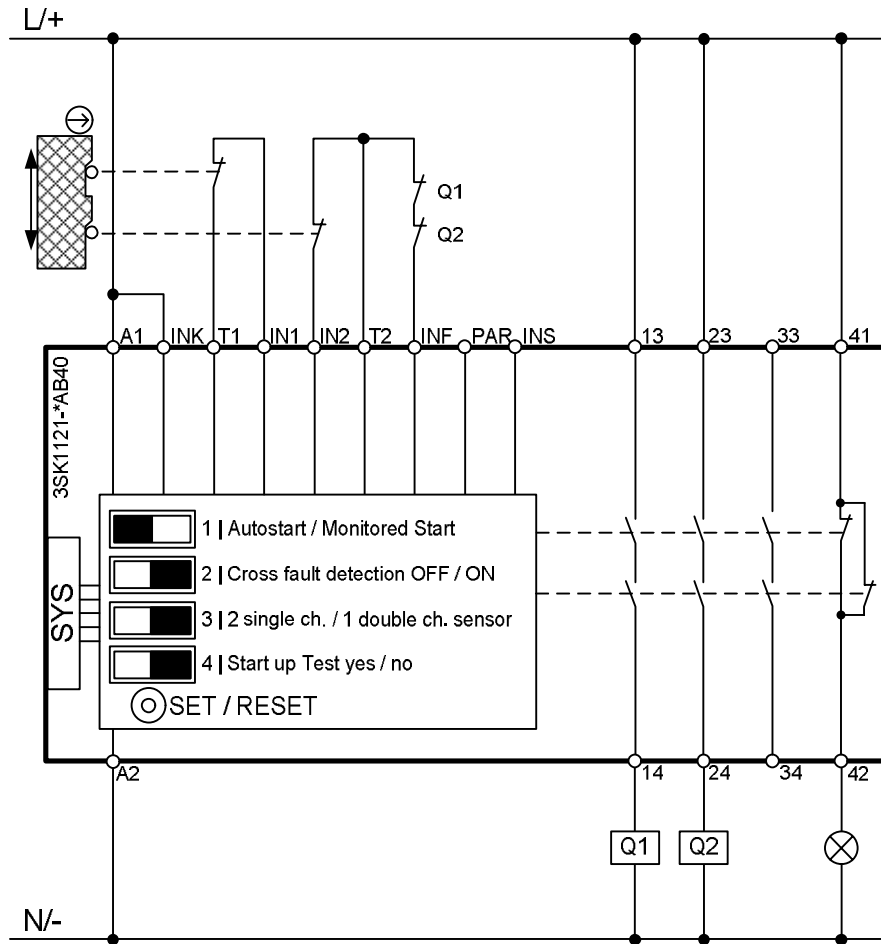 L/+
Q1
Q2
A1 INK T1 IN1 IN2 T2 INF PAR INS 13 23 33 41
3SK1121-*AB40
1 | Autostart / Monitored Start
2 | Cross fault detection OFF / ON
3 | 2 single ch. / 1 double ch. sensor
4 | Start up Test yes / no
SYS
SET / RESET
A2 14 24 34 42
Q1 Q2
N/-